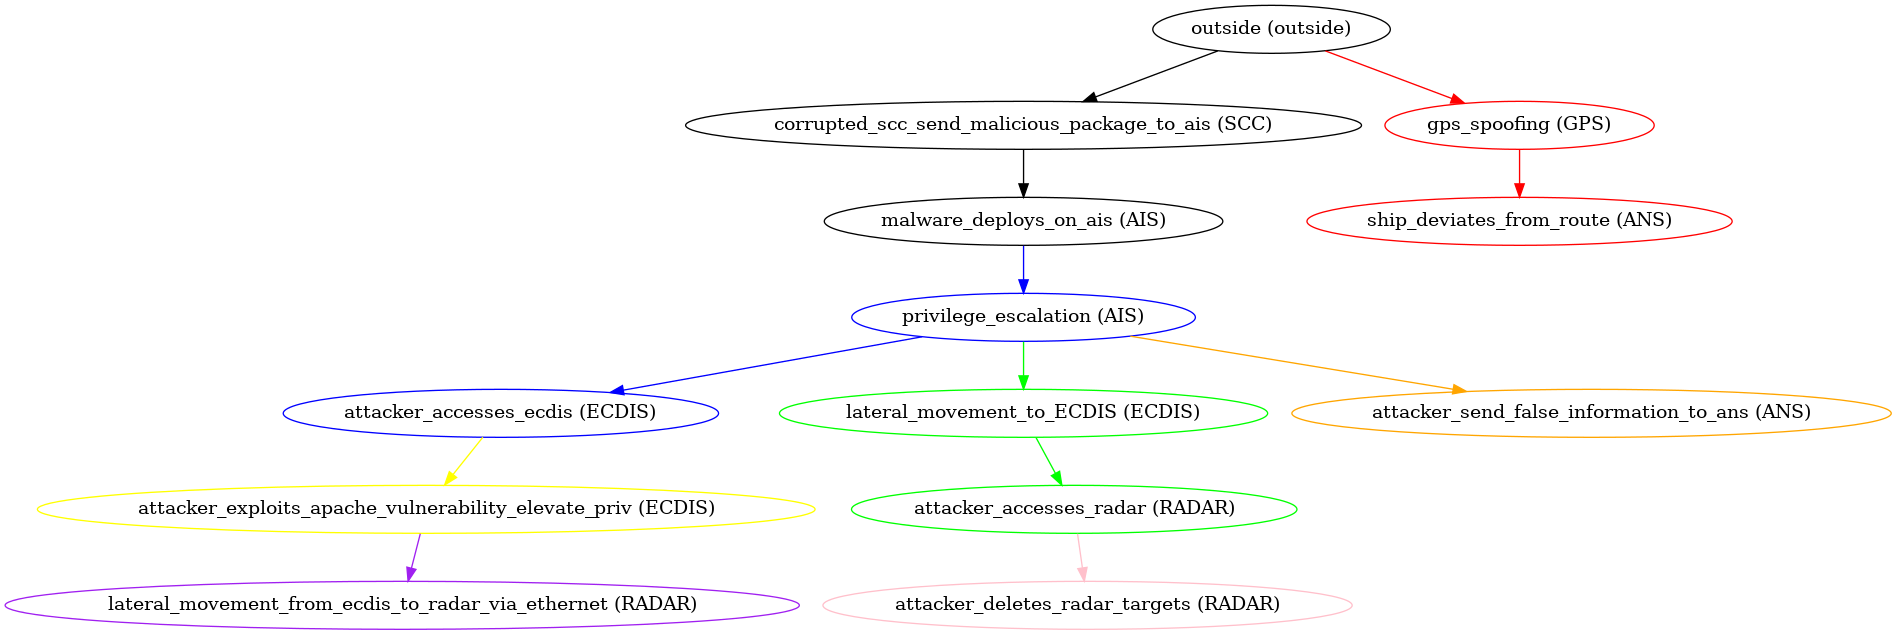 outside (outside)
corrupted_scc_send_malicious_package_to_ais (SCC)
gps_spoofing (GPS)
malware_deploys_on_ais (AIS)
ship_deviates_from_route (ANS)
privilege_escalation (AIS)
attacker_accesses_ecdis (ECDIS)
lateral_movement_to_ECDIS (ECDIS)
attacker_send_false_information_to_ans (ANS)
attacker_exploits_apache_vulnerability_elevate_priv (ECDIS)
attacker_accesses_radar (RADAR)
lateral_movement_from_ecdis_to_radar_via_ethernet (RADAR)
attacker_deletes_radar_targets (RADAR)